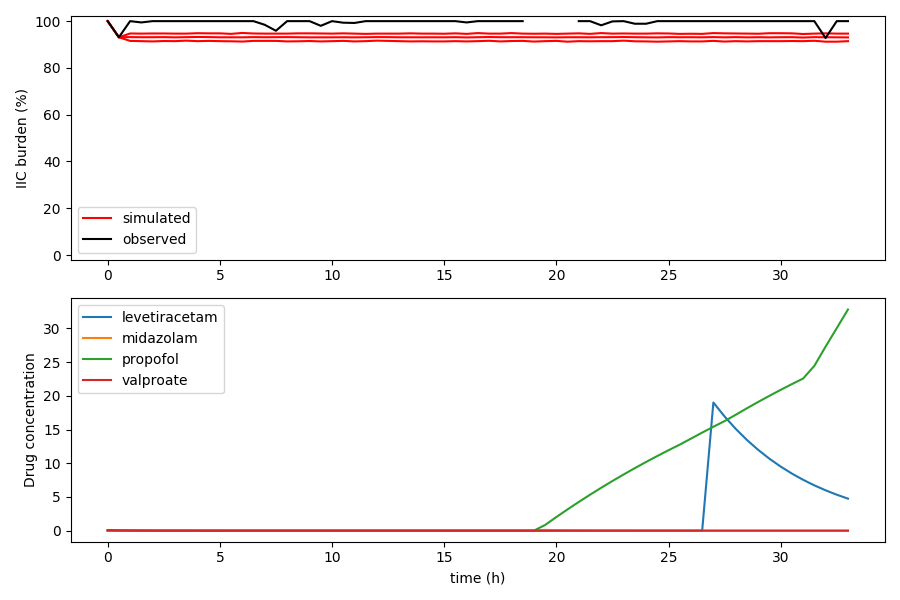 100
80
60
40
20
0
IIC burden (%)
simulated
observed
0 5 10 15 20 25 30
30
25
20
15
10
5
0
Drug concentration
levetiracetam
midazolam
propofol
valproate
0 5 10 15 20 25 30
time (h)